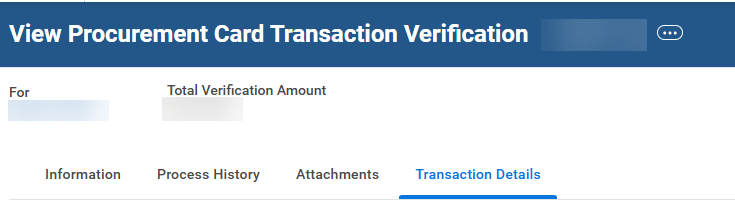 View Procurement Card Transaction Verification
For
Total Verification Amount
Information Process History Attachments Transaction Details